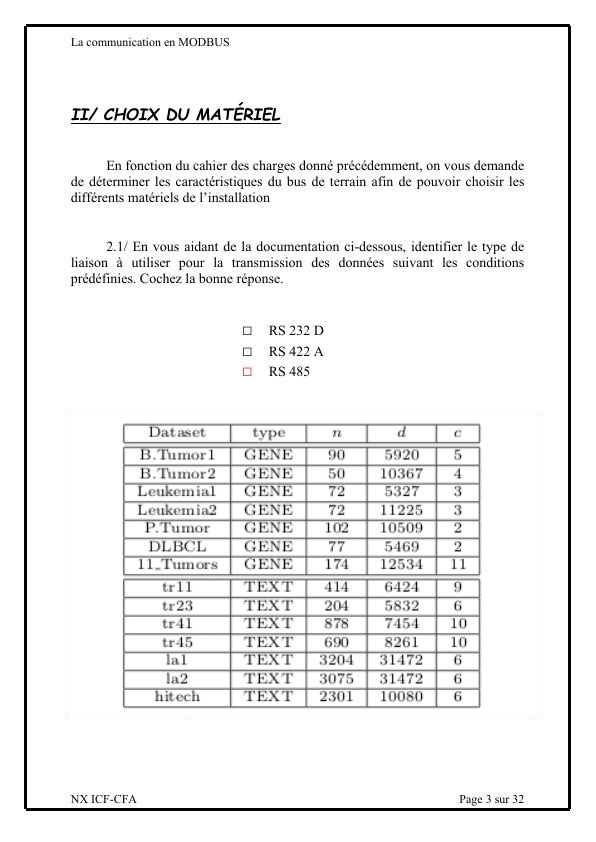 La communication en MODBUS
II/ CHOIX DU MATÉRIEL
En fonction du cahier des charges donné précédemment, on vous demande
de déterminer les caractéristiques du bus de terrain afin de pouvoir choisir les
différents matériels de l’installation
2.1/ En vous aidant de la documentation ci-dessous, identifier le type de
liaison à utiliser pour la transmission des données suivant les conditions
prédéfinies. Cochez la bonne réponse.
☐ RS 232 D
☐ RS 422 A
☐ RS 485
Dataset type n d c
B.Tumor1 GENE 90 5920 5
B.Tumor2 GENE 50 10367 4
Leukemia1 GENE 72 5327 3
Leukemia2 GENE 72 11225 3
P.Tumor GENE 102 10509 2
DLBCL GENE 77 5469 2
11_Tumors GENE 174 12534 11
tr11 TEXT 414 6424 9
tr23 TEXT 204 5832 6
tr41 TEXT 878 7454 10
tr45 TEXT 690 8261 10
la1 TEXT 3204 31472 6
la2 TEXT 3075 31472 6
hitech TEXT 2301 10080 6
NX ICF-CFA Page 3 sur 32